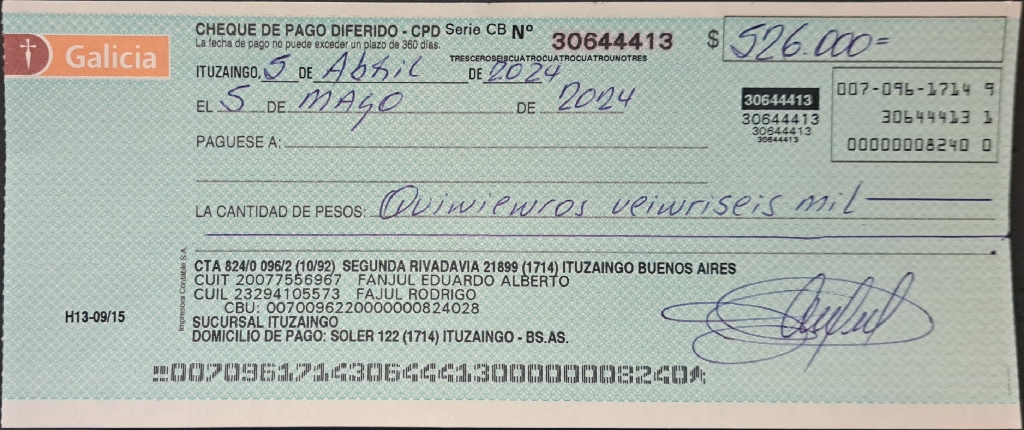 Galicia
CHEQUE DE PAGO DIFERIDO - CPD Serie CB Nº 30644413 $ 526.000=
La fecha de pago no puede exceder un plazo de 360 días.
TRESCEROSEISCUATROCUATROCUATROUNOTRES
ITUZAINGO, 5 DE Abril DE 2024
EL 5 DE MAYO DE 2024
30644413
30644413
30644413
30644413
007-096-1714 9
30644413 1
00000008240 0
PAGUESE A:
LA CANTIDAD DE PESOS: Quinientos veintiseis mil
Impresora Contable S.A.
CTA 824/0 096/2 (10/92) SEGUNDA RIVADAVIA 21899 (1714) ITUZAINGO BUENOS AIRES
CUIT 20077556967 FANJUL EDUARDO ALBERTO
CUIL 23294105573 FAJUL RODRIGO
CBU: 0070096220000000824028
SUCURSAL ITUZAINGO
DOMICILIO DE PAGO: SOLER 122 (1714) ITUZAINGO - BS.AS.
H13-09/15
00709617143064441300000008240